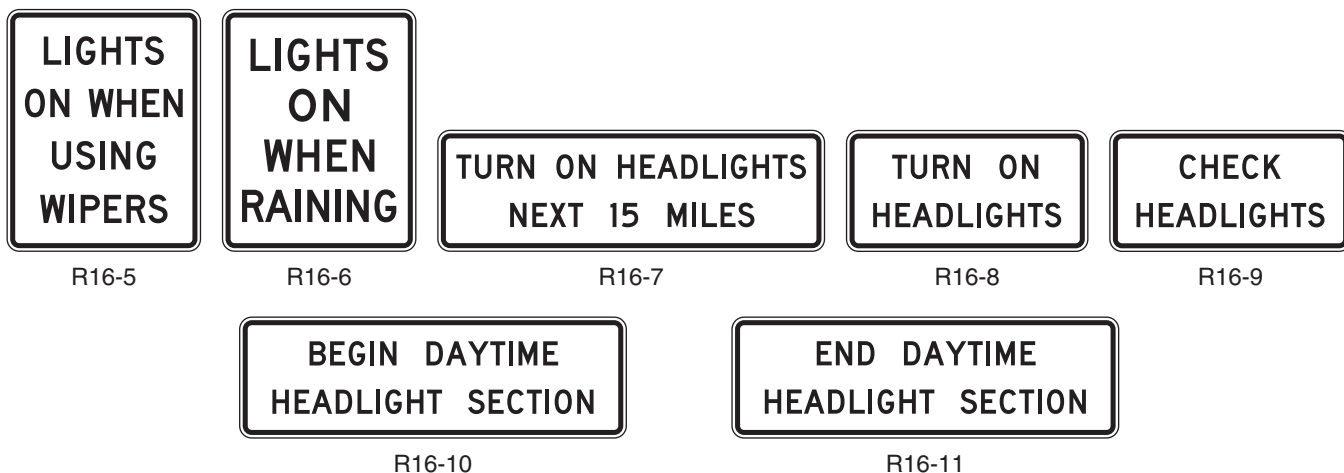 LIGHTS
ON WHEN
USING
WIPERS
R16-5
LIGHTS
ON
WHEN
RAINING
R16-6
TURN ON HEADLIGHTS
NEXT 15 MILES
R16-7
TURN ON
HEADLIGHTS
R16-8
CHECK
HEADLIGHTS
R16-9
BEGIN DAYTIME
HEADLIGHT SECTION
R16-10
END DAYTIME
HEADLIGHT SECTION
R16-11